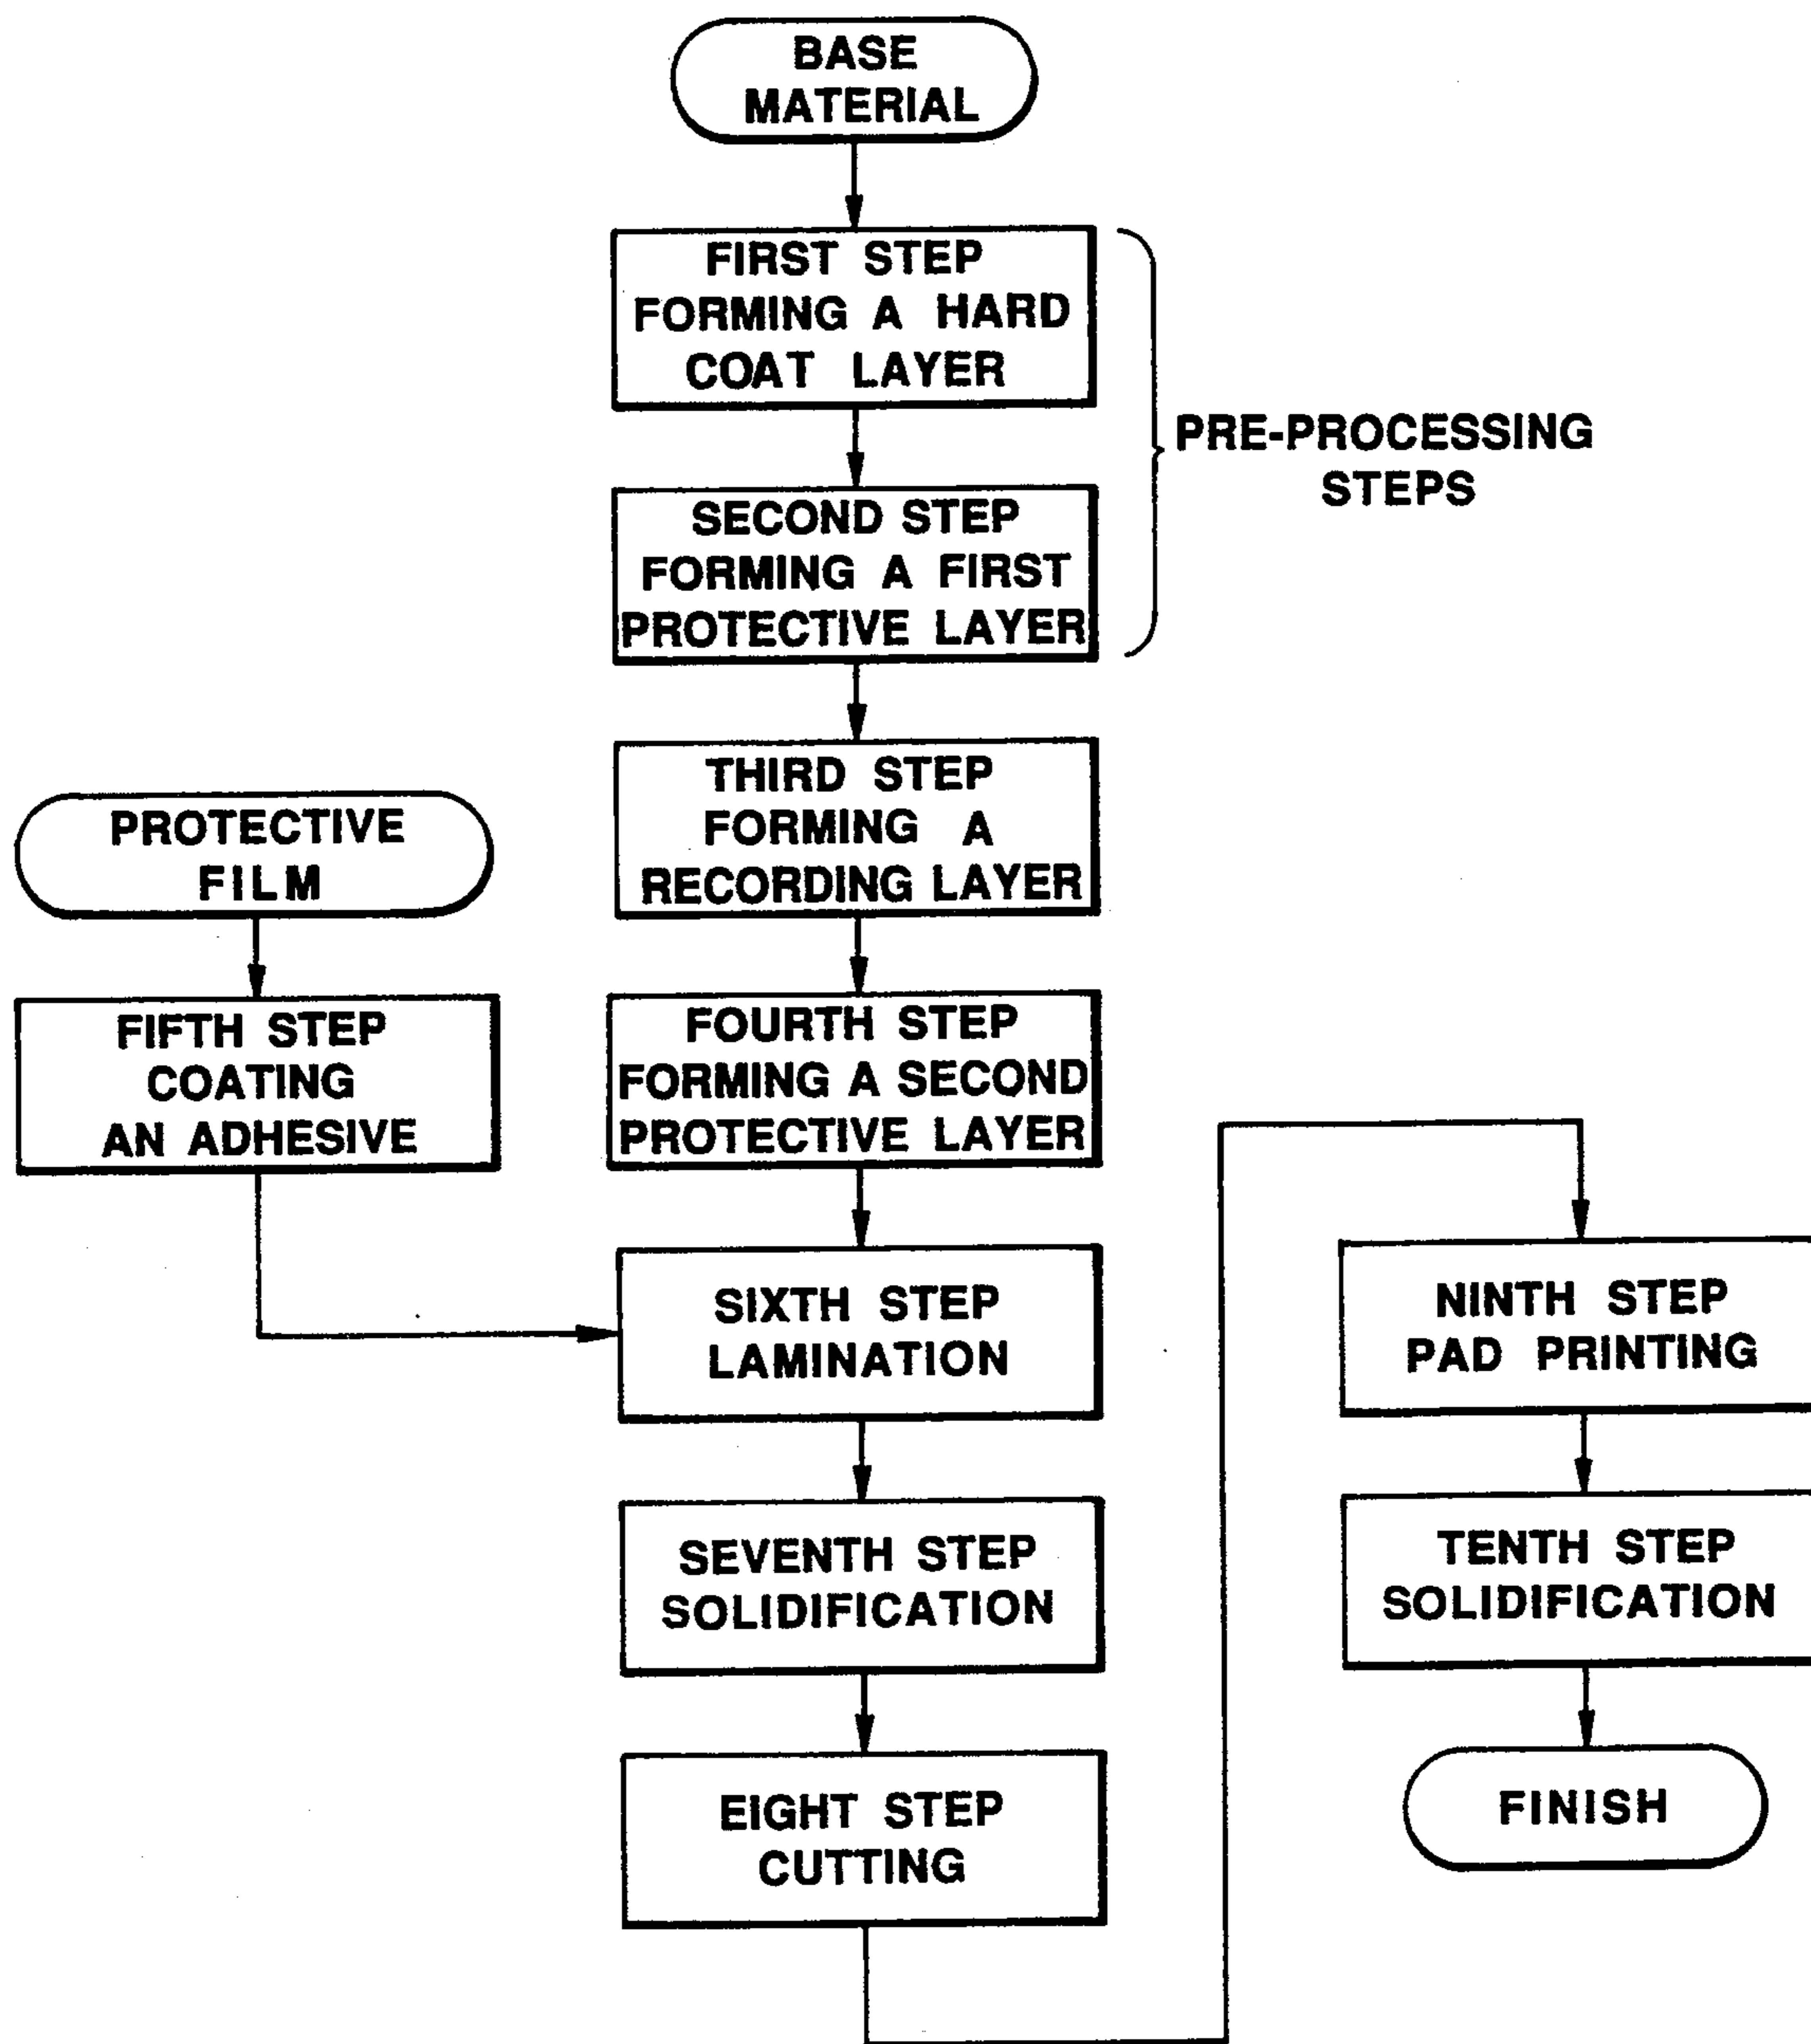 BASE
MATERIAL
FIRST STEP
FORMING A HARD
COAT LAYER
PRE-PROCESSING
STEPS
SECOND STEP
FORMING A FIRST
PROTECTIVE LAYER
THIRD STEP
FORMING A
RECORDING LAYER
PROTECTIVE
FILM
FIFTH STEP
COATING
AN ADHESIVE
FOURTH STEP
FORMING A SECOND
PROTECTIVE LAYER
SIXTH STEP
LAMINATION
SEVENTH STEP
SOLIDIFICATION
EIGHT STEP
CUTTING
NINTH STEP
PAD PRINTING
TENTH STEP
SOLIDIFICATION
FINISH